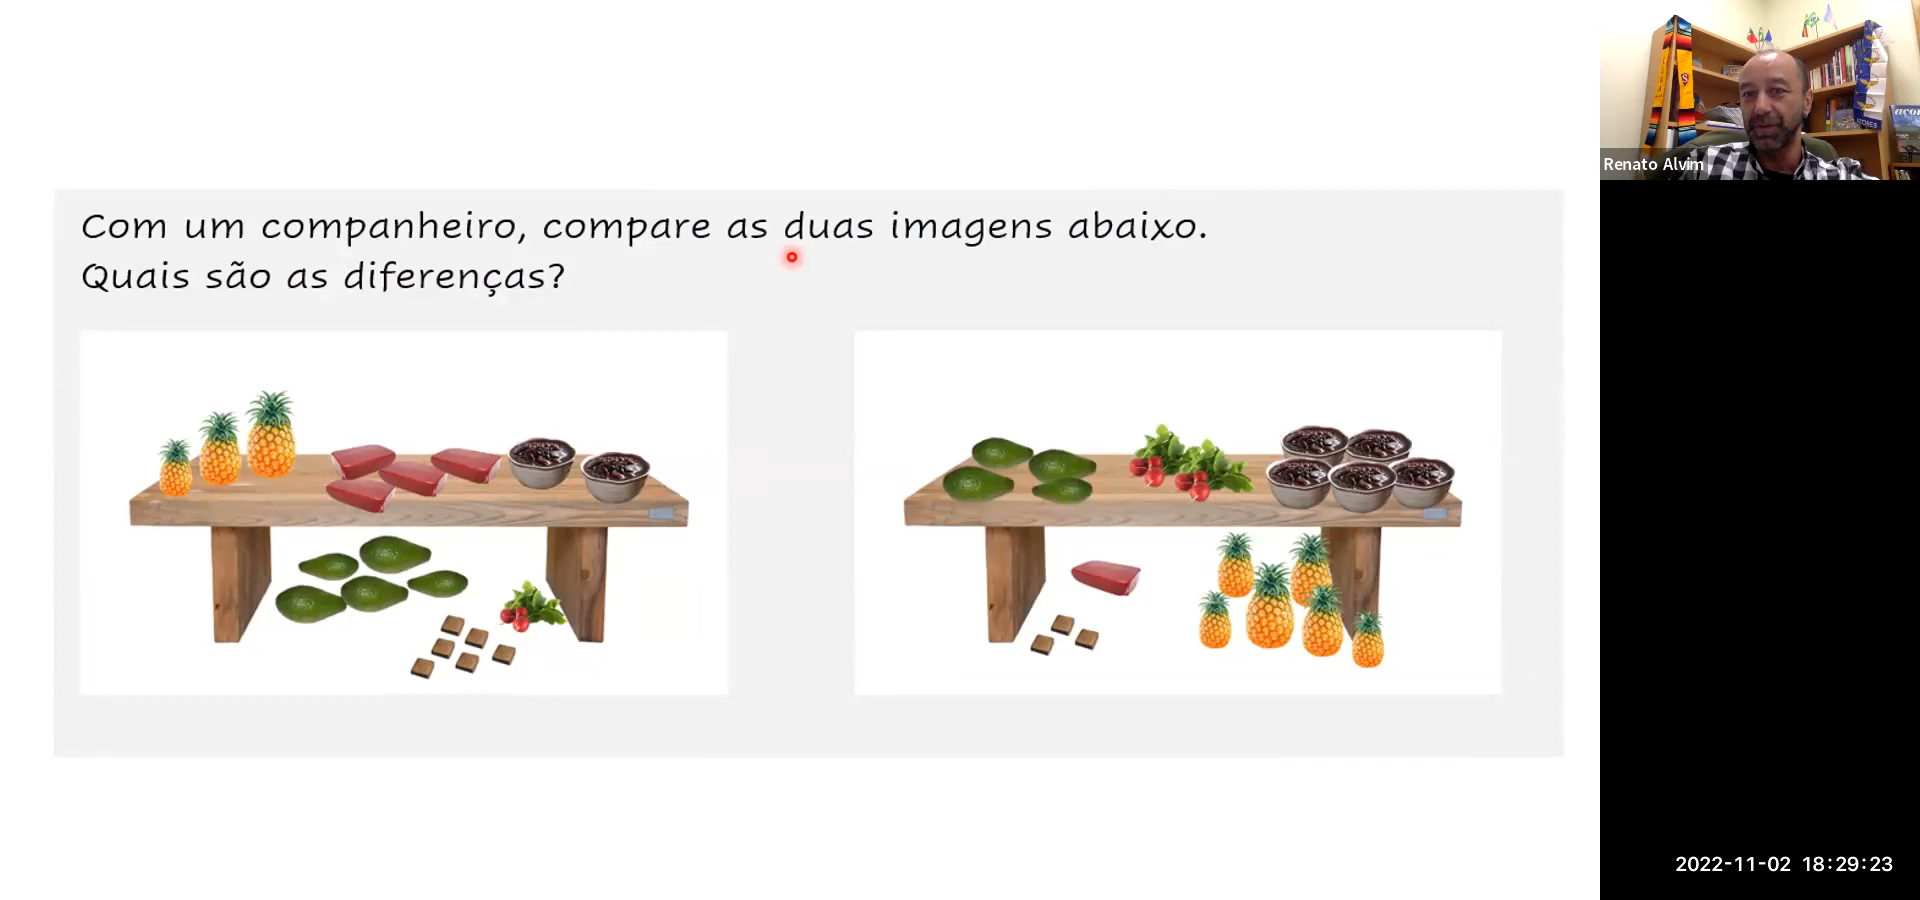 Com um companheiro, compare as duas imagens abaixo.
Quais são as diferenças?
Renato Alvim
AZORES
2022-11-02 18:29:23